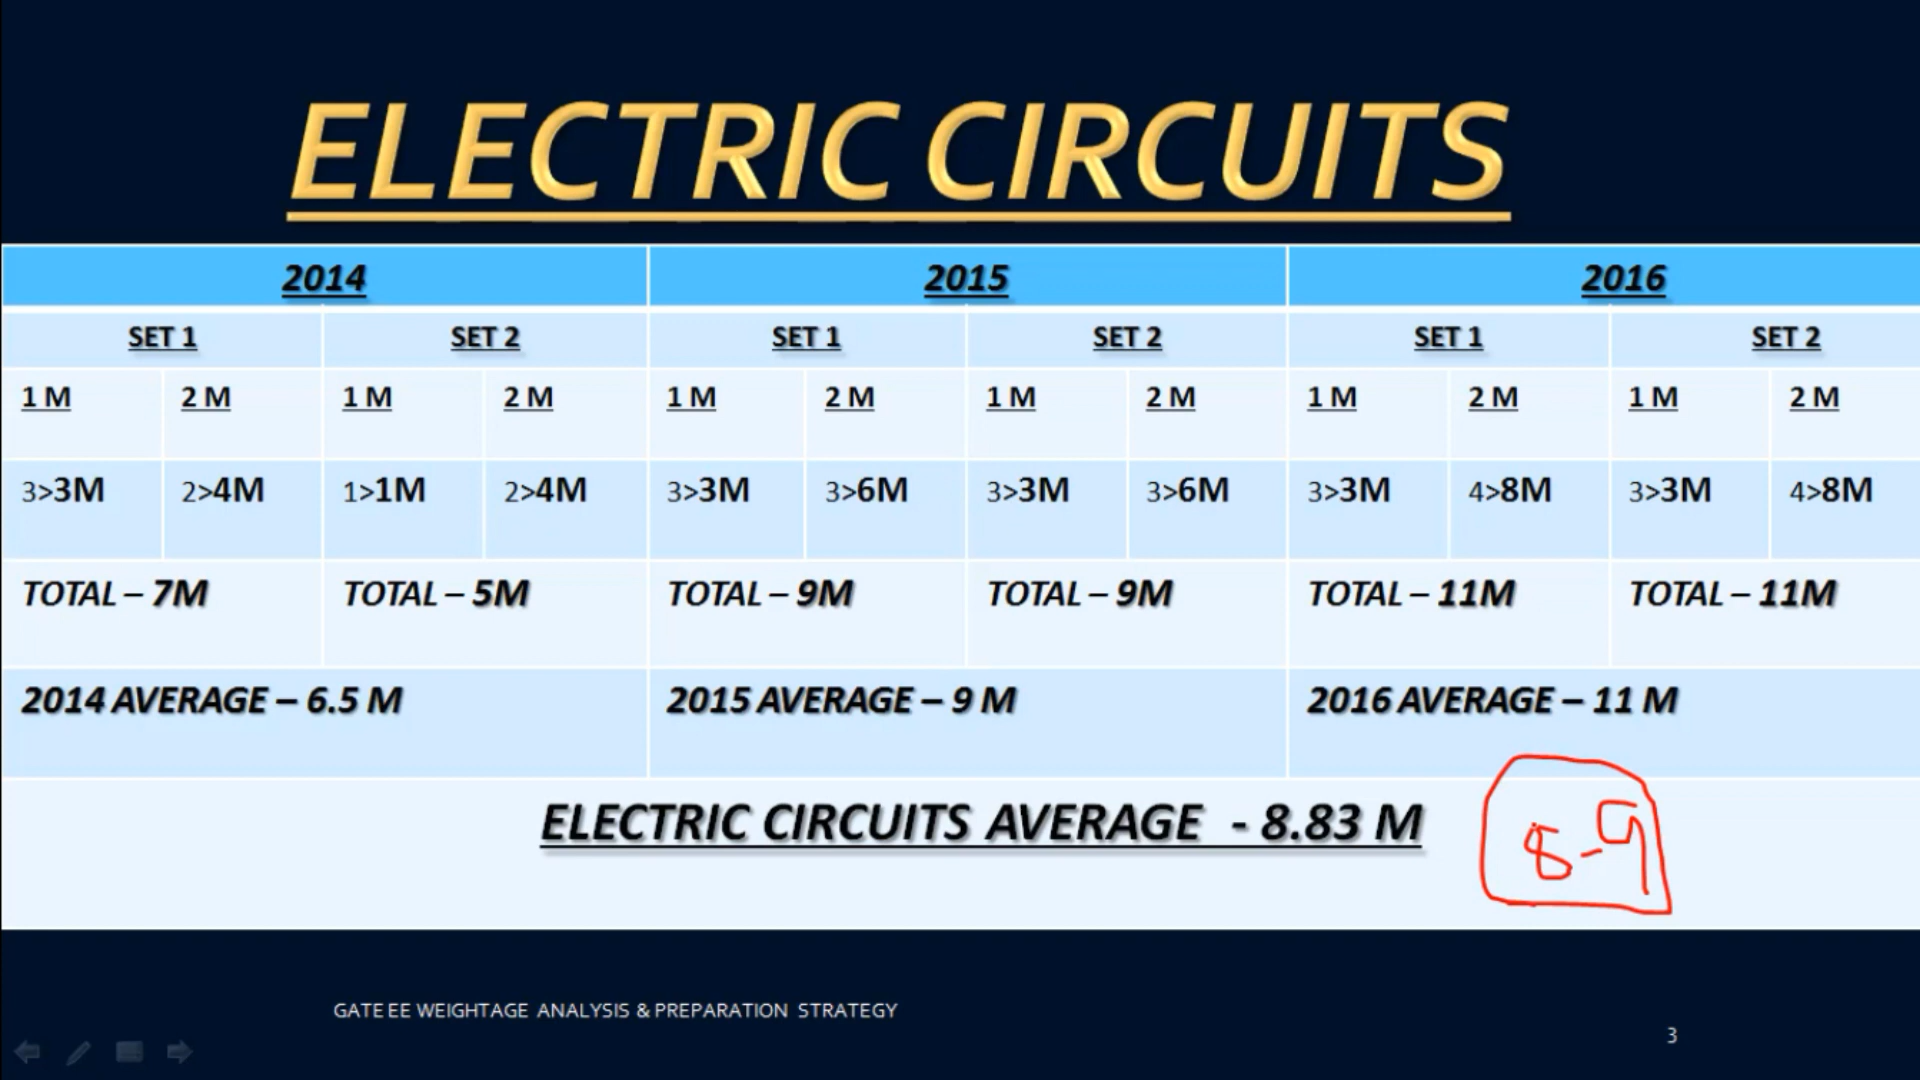 ELECTRIC CIRCUITS
2014 2015 2016
SET 1 SET 2 SET 1 SET 2 SET 1 SET 2
1 M 2 M 1 M 2 M 1 M 2 M 1 M 2 M 1 M 2 M 1 M 2 M
3>3M 2>4M 1>1M 2>4M 3>3M 3>6M 3>3M 3>6M 3>3M 4>8M 3>3M 4>8M
TOTAL – 7M TOTAL – 5M TOTAL – 9M TOTAL – 9M TOTAL – 11M TOTAL – 11M
2014 AVERAGE – 6.5 M 2015 AVERAGE – 9 M 2016 AVERAGE – 11 M
ELECTRIC CIRCUITS AVERAGE - 8.83 M 8-9
GATE EE WEIGHTAGE ANALYSIS & PREPARATION STRATEGY
3